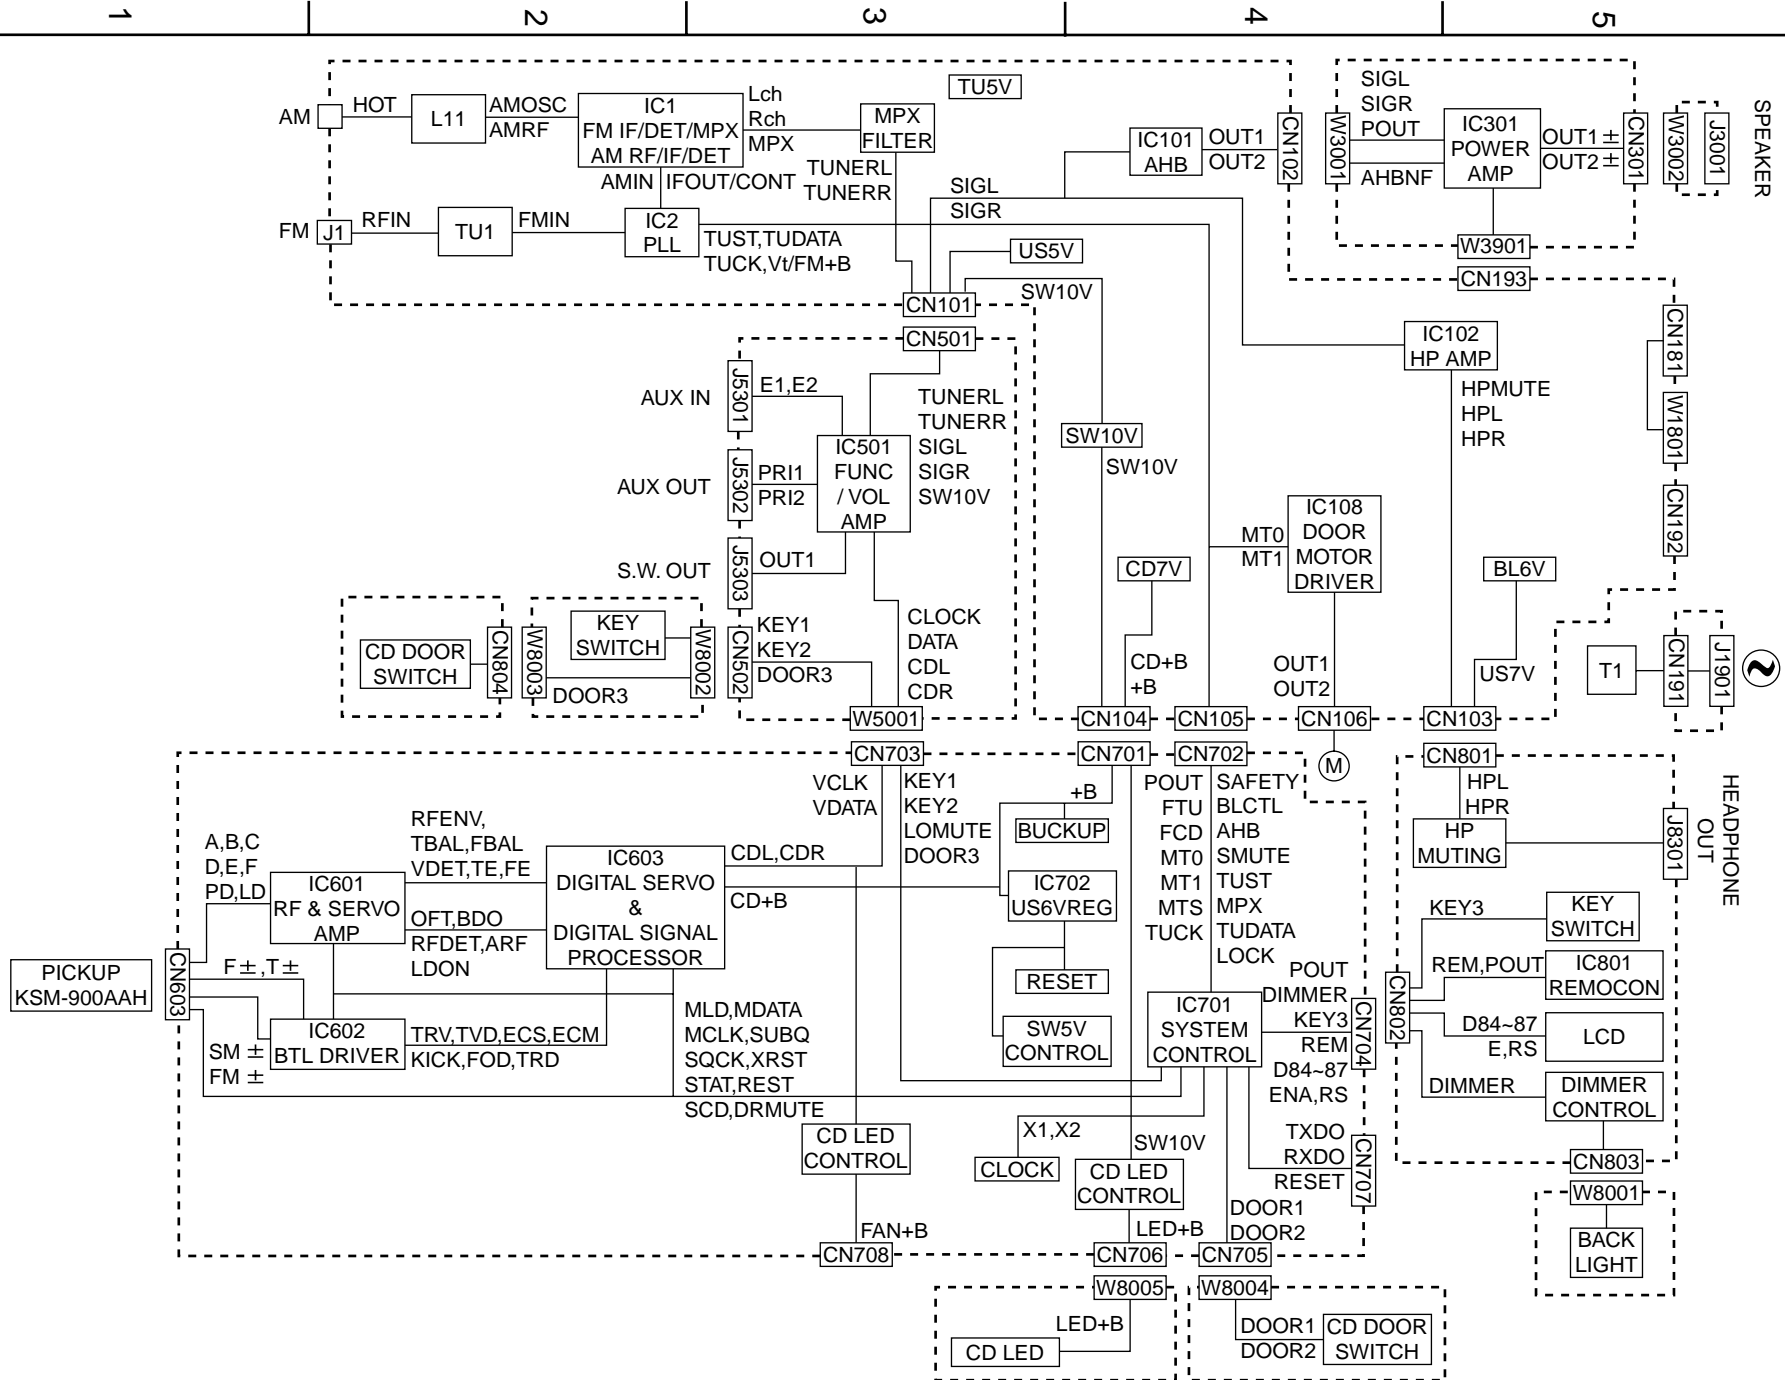 1
2
3
4
5
AM
HOT
L11
AMOSC
AMRF
IC1
FM IF/DET/MPX
AM RF/IF/DET
Lch
Rch
MPX
MPX
FILTER
TU5V
TUNERL
TUNERR
AMIN
IFOUT/CONT
FM
J1
RFIN
TU1
FMIN
IC2
PLL
TUST,TUDATA
TUCK,Vt/FM+B
SIGL
SIGR
US5V
SW10V
CN101
IC101
AHB
OUT1
OUT2
CN102
W3001
SIGL
SIGR
POUT
AHBNF
IC301
POWER
AMP
OUT1 ±
OUT2 ±
CN301
W3002
J3001
SPEAKER
W3901
CN193
CN181
W1801
CN192
IC102
HP AMP
HPMUTE
HPL
HPR
CN501
AUX IN
J5301
E1,E2
AUX OUT
J5302
PRI1
PRI2
S.W. OUT
J5303
OUT1
IC501
FUNC
/ VOL
AMP
TUNERL
TUNERR
SIGL
SIGR
SW10V
CN502
KEY1
KEY2
DOOR3
CLOCK
DATA
CDL
CDR
W5001
CD DOOR
SWITCH
CN804
W8003
KEY
SWITCH
DOOR3
W8002
SW10V
SW10V
CD7V
CD+B
+B
MT0
MT1
IC108
DOOR
MOTOR
DRIVER
OUT1
OUT2
BL6V
US7V
T1
CN191
J1901
CN104
CN105
CN106
CN103
M
CN703
CN701
CN702
CN801
VCLK
VDATA
KEY1
KEY2
LOMUTE
DOOR3
+B
BUCKUP
IC702
US6VREG
RESET
SW5V
CONTROL
POUT
FTU
FCD
MT0
MT1
MTS
TUCK
SAFETY
BLCTL
AHB
SMUTE
TUST
MPX
TUDATA
LOCK
IC701
SYSTEM
CONTROL
POUT
DIMMER
KEY3
REM
D84~87
ENA,RS
CN704
TXDO
RXDO
RESET
CN707
A,B,C
D,E,F
PD,LD
PICKUP
KSM-900AAH
CN603
F ± ,T ±
SM ±
FM ±
IC601
RF & SERVO
AMP
RFENV,
TBAL,FBAL
VDET,TE,FE
OFT,BDO
RFDET,ARF
LDON
IC603
DIGITAL SERVO
&
DIGITAL SIGNAL
PROCESSOR
CDL,CDR
CD+B
IC602
BTL DRIVER
TRV,TVD,ECS,ECM
KICK,FOD,TRD
MLD,MDATA
MCLK,SUBQ
SQCK,XRST
STAT,REST
SCD,DRMUTE
CD LED
CONTROL
FAN+B
CN708
X1,X2
CLOCK
SW10V
CD LED
CONTROL
LED+B
CN706
DOOR1
DOOR2
CN705
HPL
HPR
HP
MUTING
J8301
HEADPHONE
OUT
CN802
KEY3
KEY
SWITCH
REM,POUT
IC801
REMOCON
D84~87
E,RS
LCD
DIMMER
DIMMER
CONTROL
CN803
W8001
BACK
LIGHT
W8005
LED+B
CD LED
W8004
DOOR1
DOOR2
CD DOOR
SWITCH